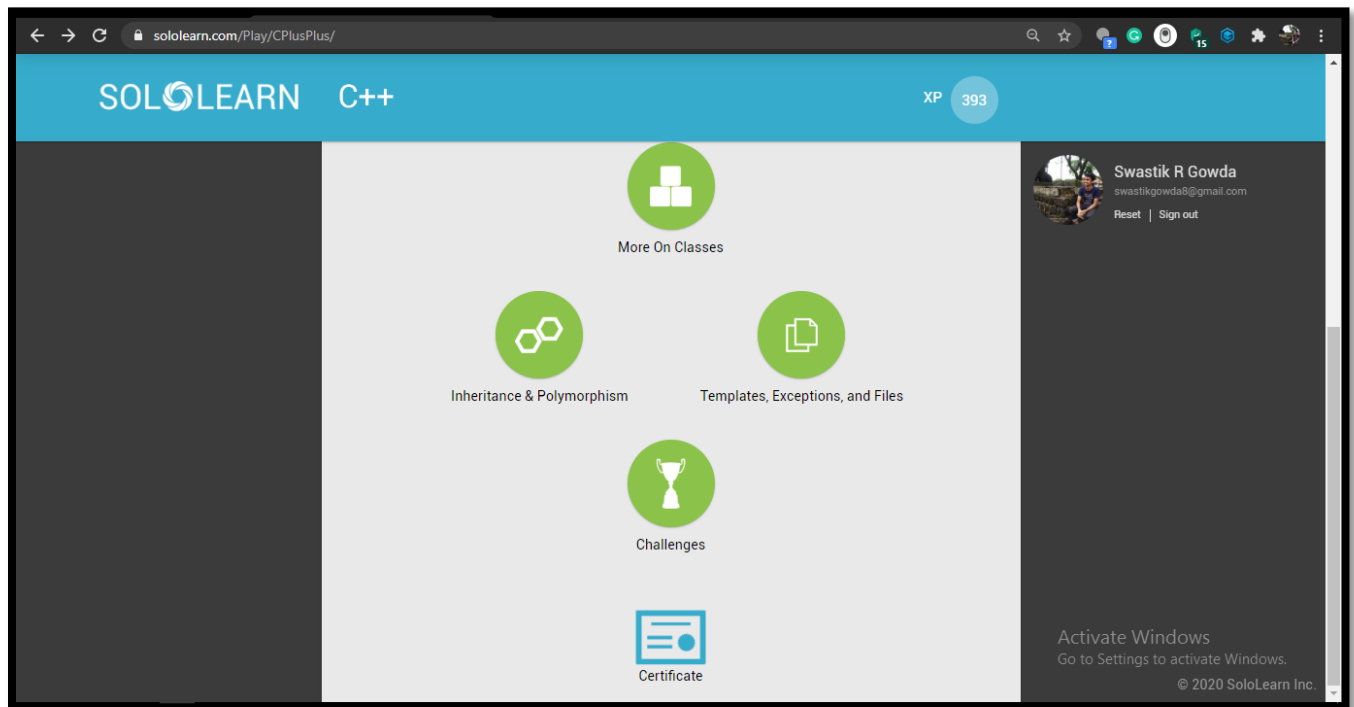 sololearn.com/Play/CPlusPlus/
15
SOLOLEARN C++ XP 393
Swastik R Gowda
swastikgowda8@gmail.com
Reset | Sign out
More On Classes
Inheritance & Polymorphism Templates, Exceptions, and Files
Challenges
Certificate
Activate Windows
Go to Settings to activate Windows.
© 2020 SoloLearn Inc.